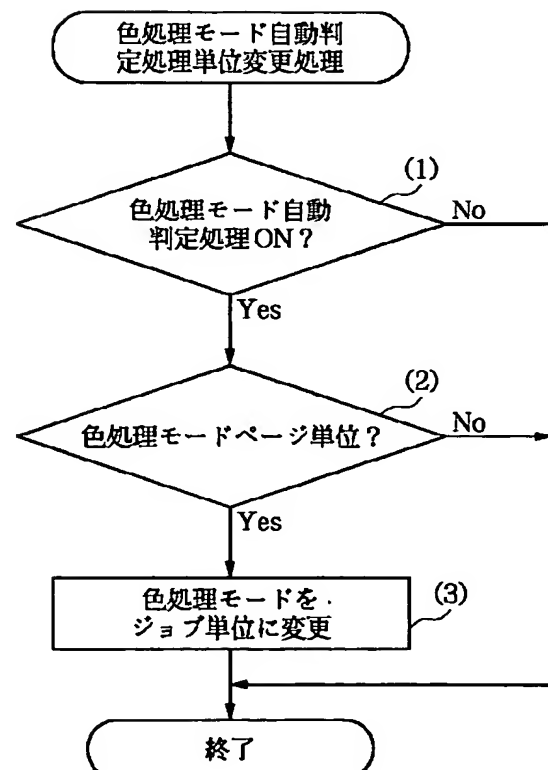 色処理モード自動判
定処理単位変更処理
(1)
色処理モード自動
判定処理ON？
No
Yes
(2)
色処理モードページ単位？
No
Yes
色処理モードを
ジョブ単位に変更
(3)
終了